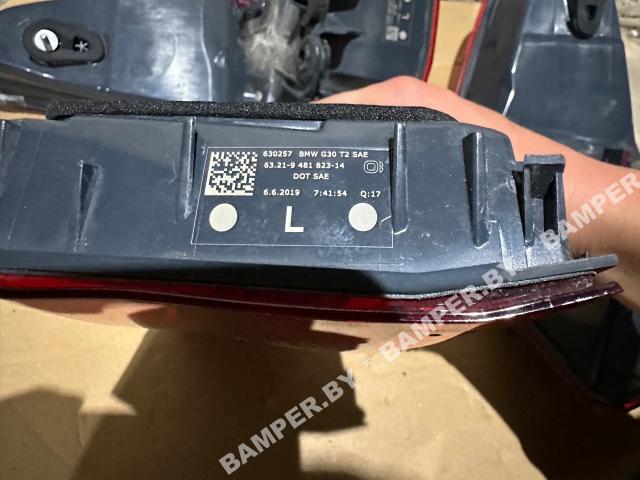 630257 BMW G30 T2 SAE
63.21-9 481 823-14
DOT SAE
6.6.2019 7:41:54 Q:17
L
L
BAMPER.BY * BAMPER.BY * BAMPER.BY